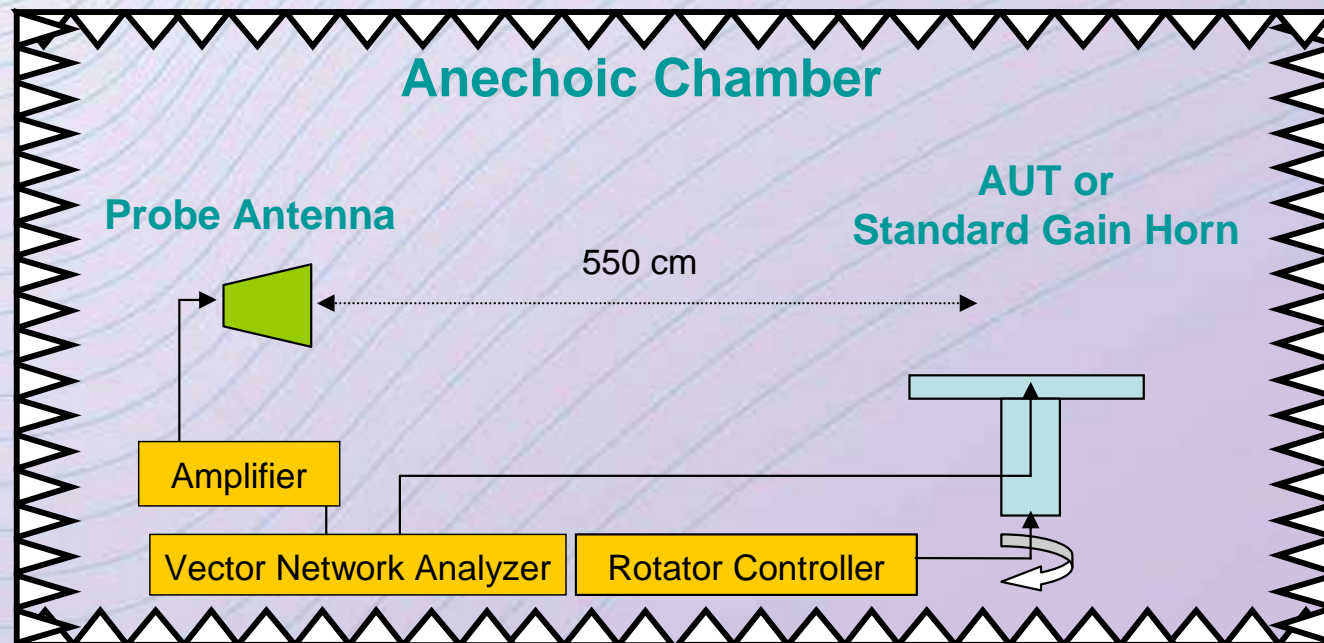 Anechoic Chamber
AUT or
Standard Gain Horn
Probe Antenna
550 cm
Amplifier
Vector Network Analyzer
Rotator Controller